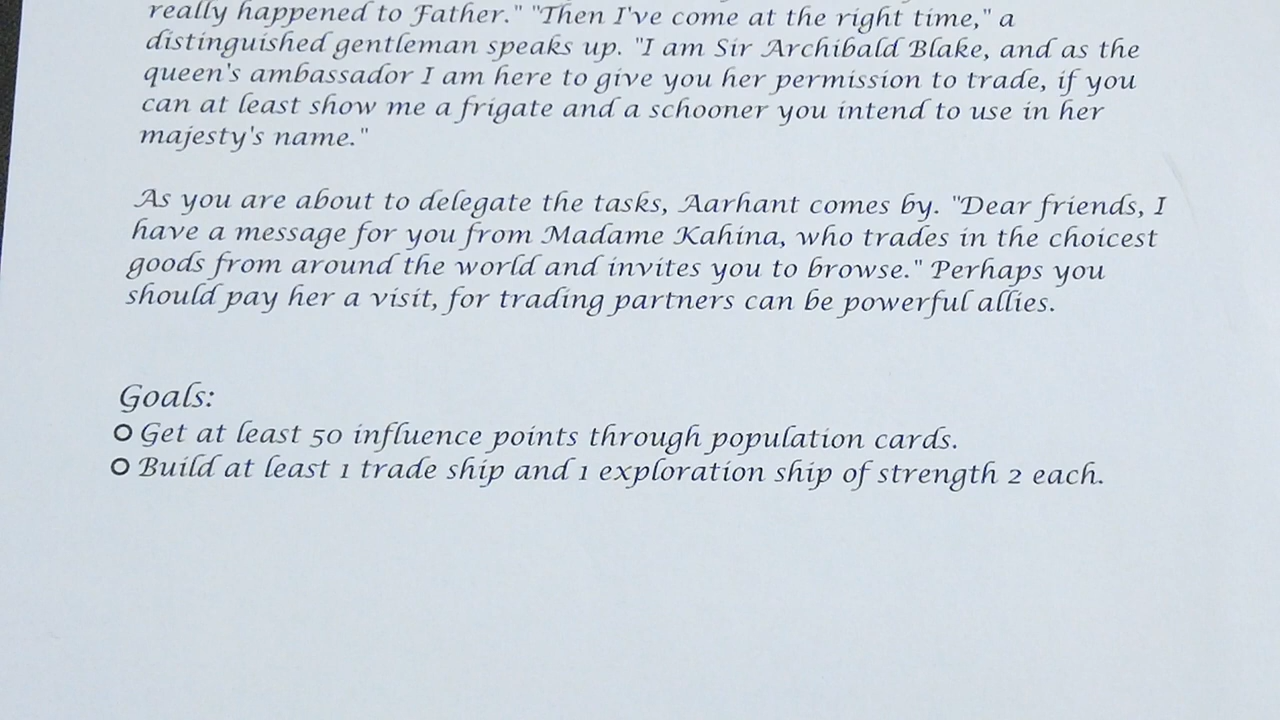 really happened to Father." "Then I've come at the right time," a
distinguished gentleman speaks up. "I am Sir Archibald Blake, and as the
queen's ambassador I am here to give you her permission to trade, if you
can at least show me a frigate and a schooner you intend to use in her
majesty's name."
As you are about to delegate the tasks, Aarhant comes by. "Dear friends, I
have a message for you from Madame Kahina, who trades in the choicest
goods from around the world and invites you to browse." Perhaps you
should pay her a visit, for trading partners can be powerful allies.
Goals:
O Get at least 50 influence points through population cards.
O Build at least 1 trade ship and 1 exploration ship of strength 2 each.